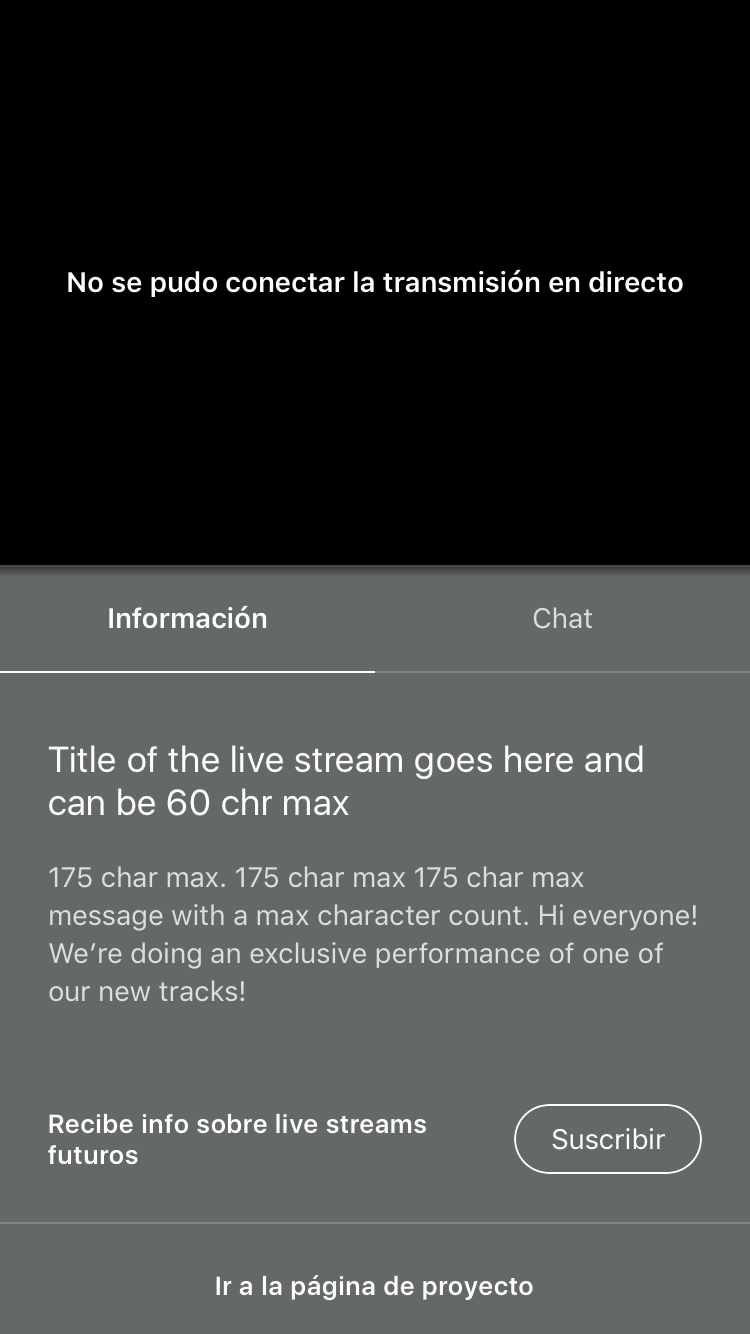 No se pudo conectar la transmisión en directo
Información
Chat
Title of the live stream goes here and
can be 60 chr max
175 char max. 175 char max 175 char max
message with a max character count. Hi everyone!
We’re doing an exclusive performance of one of
our new tracks!
Recibe info sobre live streams
futuros
Suscribir
Ir a la página de proyecto